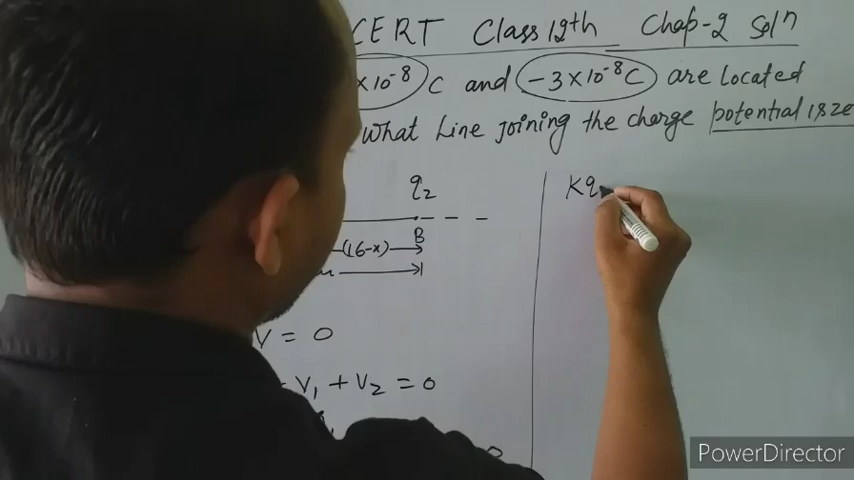 CERT Class 12th Chap-2 Solⁿ
×10⁻⁸ C and -3×10⁻⁸C are located
what line joining the charge potential is ze
q₂
Kq
B
(16-x)
V = 0
V₁ + V₂ = 0
0
PowerDirector